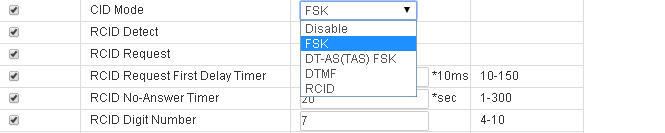 CID Mode FSK
RCID Detect Disable
RCID Request FSK
DT-AS(TAS) FSK
RCID Request First Delay Timer DTMF *10ms 10-150
RCID
RCID No-Answer Timer 20 *sec 1-300
RCID Digit Number 7 4-10